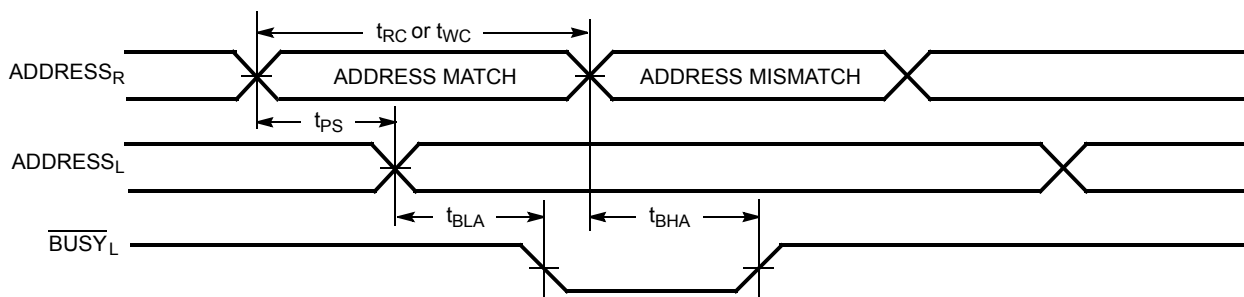 tRC or tWC
ADDRESSR
ADDRESS MATCH
ADDRESS MISMATCH
tPS
ADDRESSL
tBLA
tBHA
BUSYL